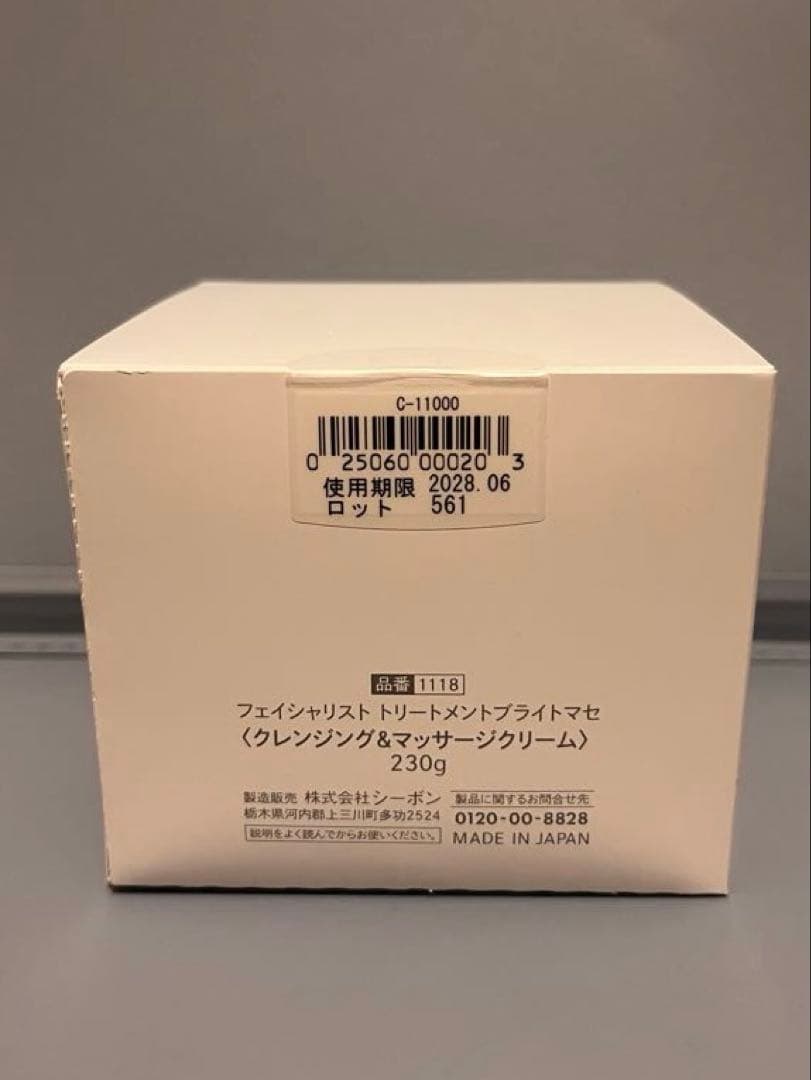 C-11000
0 25060 00020 3
使用期限 2028.06
ロット 561
品番 1118
フェイシャリスト トリートメントブライトマセ
〈クレンジング&マッサージクリーム〉
230g
製造販売 株式会社シーボン
栃木県河内郡上三川町多功2524
説明をよく読んでからお使いください。
製品に関するお問合せ先
0120-00-8828
MADE IN JAPAN